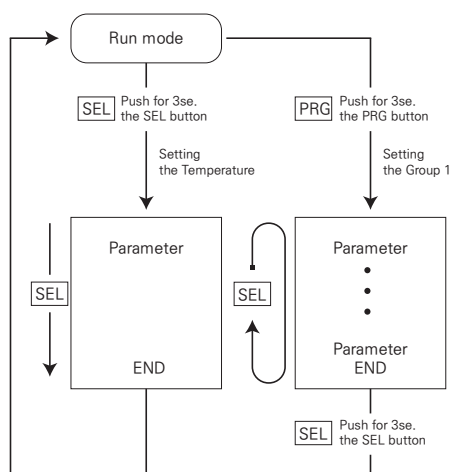 Run mode
SEL Push for 3se.
the SEL button
PRG Push for 3se.
the PRG button
Setting
the Temperature
Setting
the Group 1
Parameter
END
SEL
SEL
Parameter
Parameter
END
SEL Push for 3se.
the SEL button